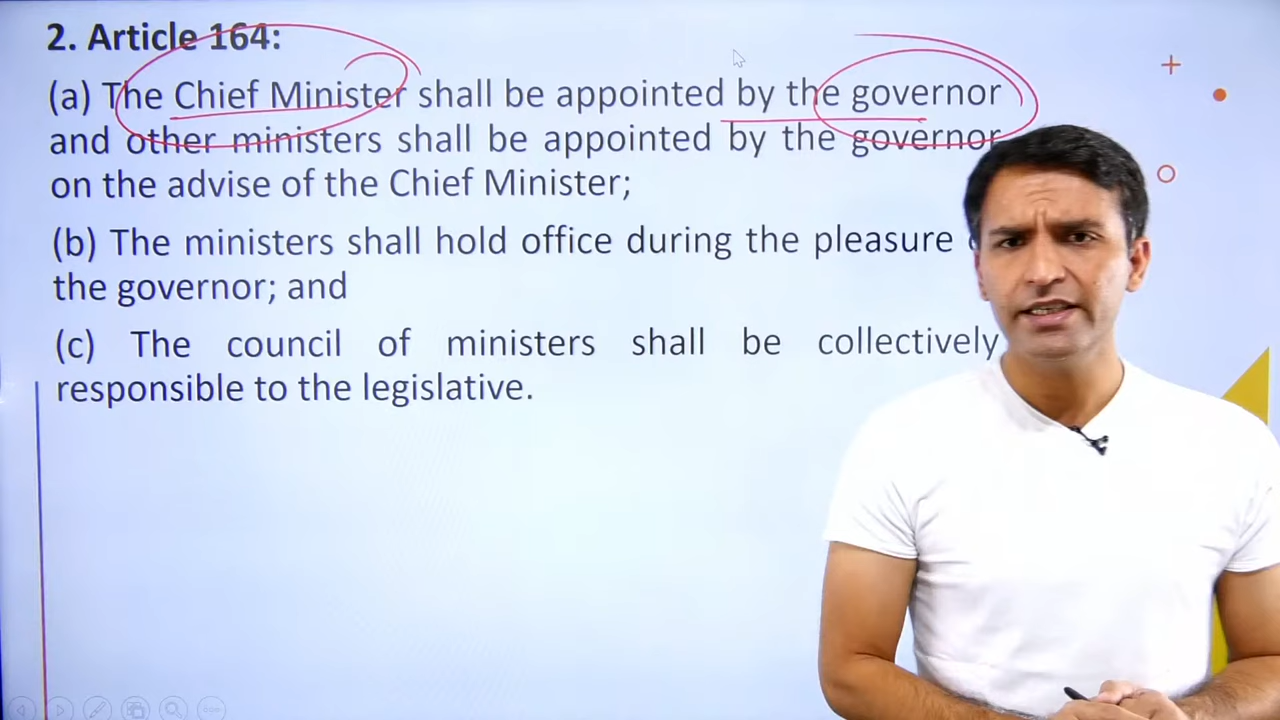 2. Article 164:
(a) The Chief Minister shall be appointed by the governor
and other ministers shall be appointed by the governor
on the advise of the Chief Minister;
(b) The ministers shall hold office during the pleasure
the governor; and
(c) The council of ministers shall be collectively
responsible to the legislative.